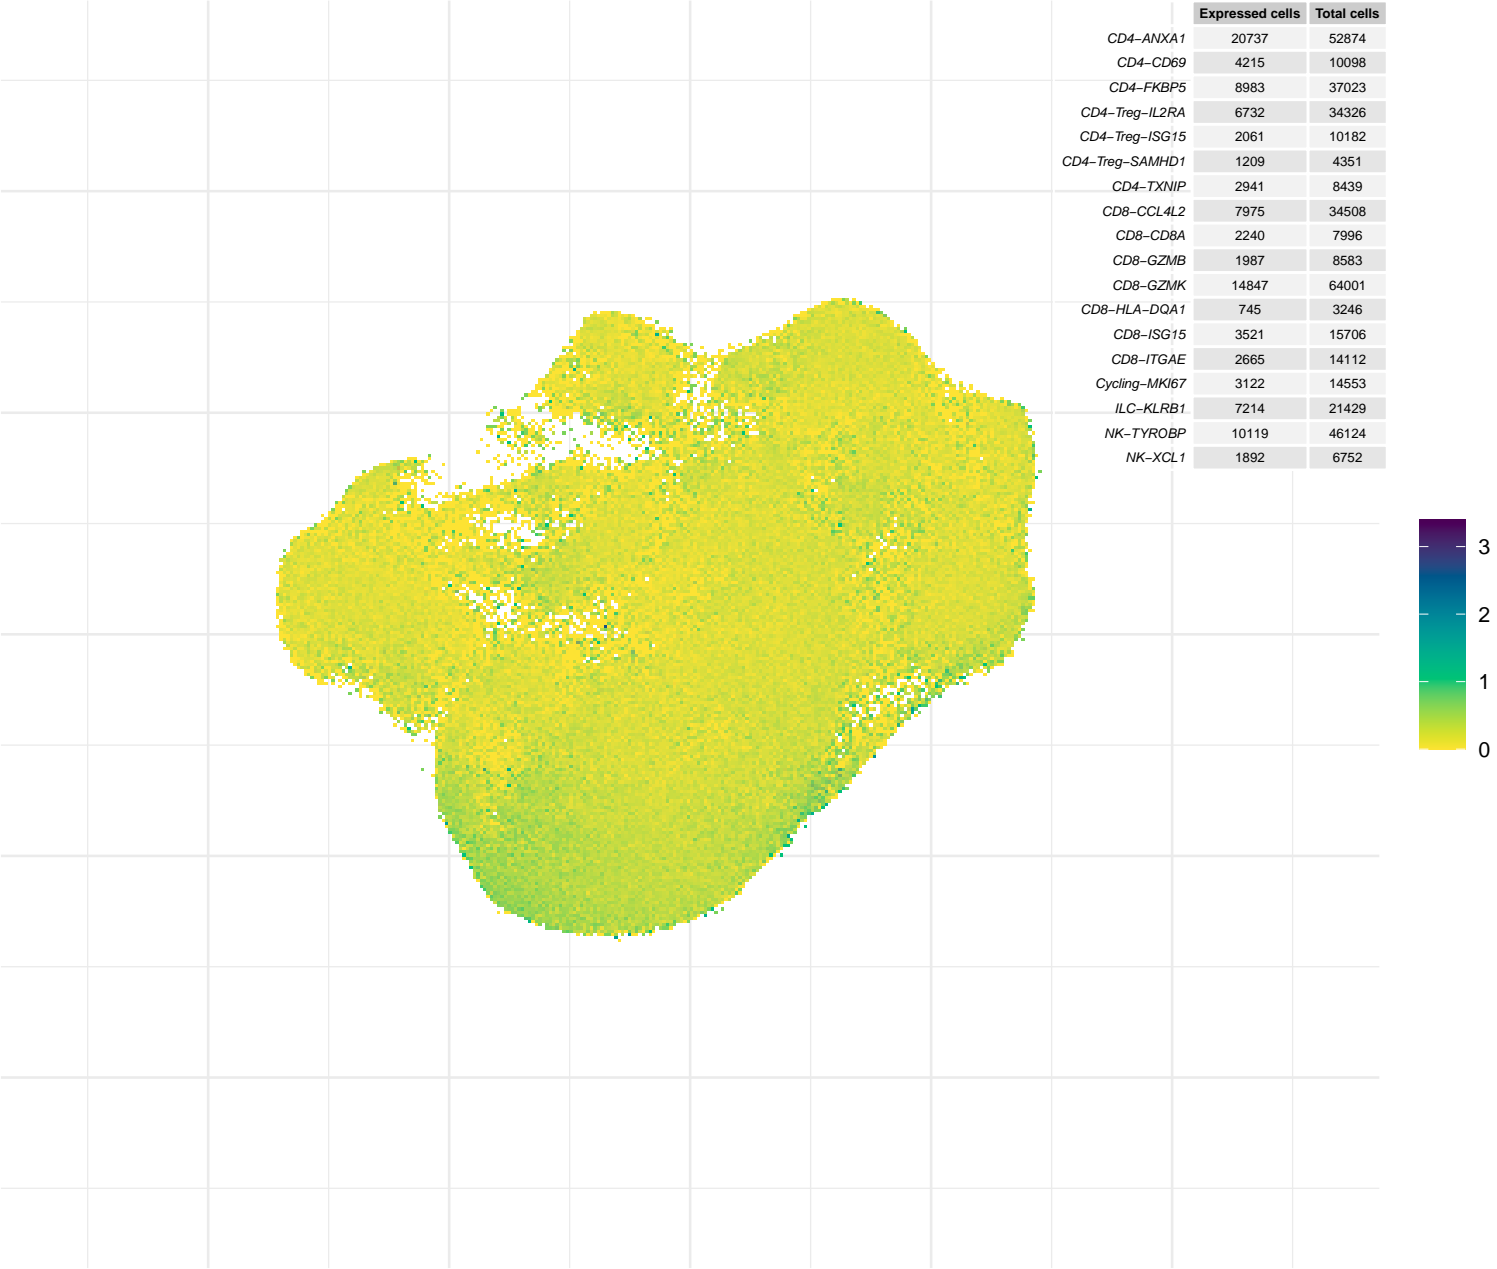 Expressed cells Total cells
CD4−ANXA1 20737 52874
CD4−CD69 4215 10098
CD4−FKBP5 8983 37023
CD4−Treg−IL2RA 6732 34326
CD4−Treg−ISG15 2061 10182
CD4−Treg−SAMHD1 1209 4351
CD4−TXNIP 2941 8439
CD8−CCL4L2 7975 34508
CD8−CD8A 2240 7996
CD8−GZMB 1987 8583
CD8−GZMK 14847 64001
CD8−HLA−DQA1 745 3246
CD8−ISG15 3521 15706
CD8−ITGAE 2665 14112
Cycling−MKI67 3122 14553
ILC−KLRB1 7214 21429
NK−TYROBP 10119 46124
NK−XCL1 1892 6752
3
2
1
0